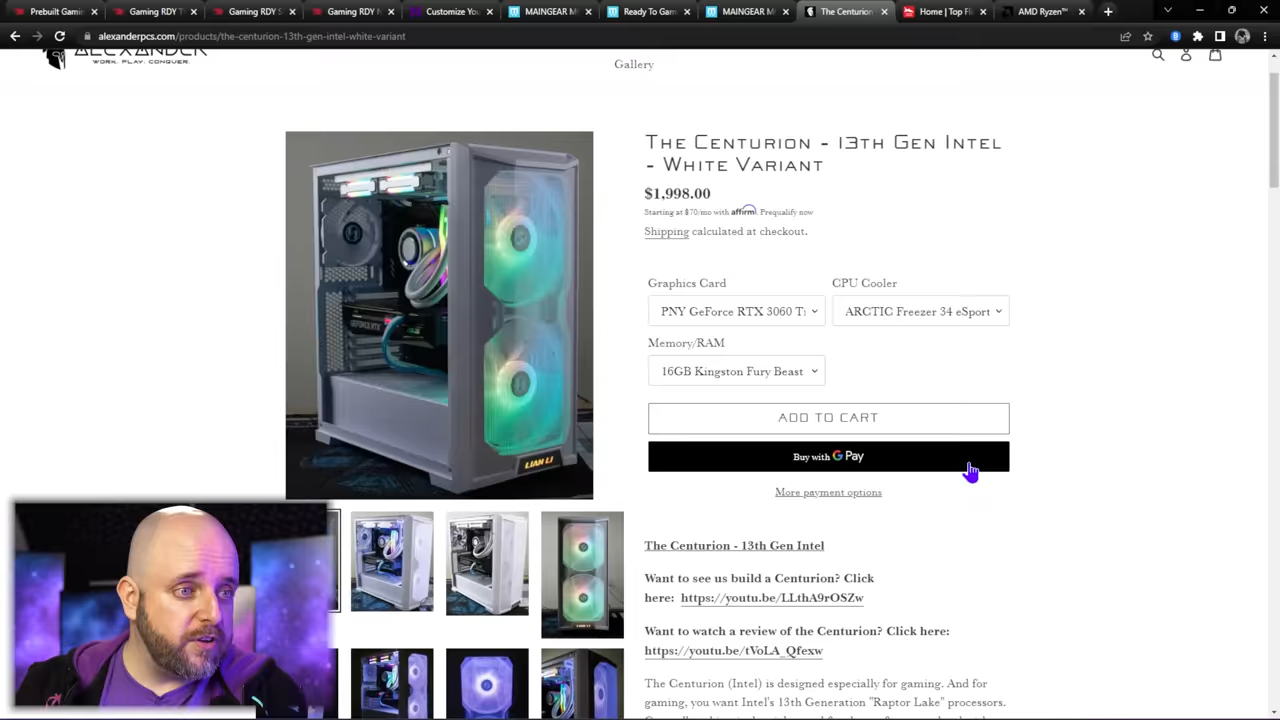 Prebuilt Gamin
Gaming RDY
Gaming RDY S
Gaming RDY I
Customize You
MAINGEAR M
Ready To Gam
MAINGEAR M
The Centurion
Home | Top Fl
AMD Ryzen™
alexanderpcs.com/products/the-centurion-13th-gen-intel-white-variant
ALEXANDER
WORK. PLAY. CONQUER.
Gallery
The Centurion - 13th Gen Intel
- White Variant
$1,998.00
Starting at $70/mo with affirm. Prequalify now
Shipping calculated at checkout.
Graphics Card
CPU Cooler
PNY GeForce RTX 3060 T
ARCTIC Freezer 34 eSport
Memory/RAM
16GB Kingston Fury Beast
ADD TO CART
Buy with G Pay
More payment options
LIAN LI
The Centurion - 13th Gen Intel
Want to see us build a Centurion? Click
here: https://youtu.be/LLthA9rOSZw
Want to watch a review of the Centurion? Click here:
https://youtu.be/tVoLA_Qfexw
The Centurion (Intel) is designed especially for gaming. And for
gaming, you want Intel's 13th Generation "Raptor Lake" processors.